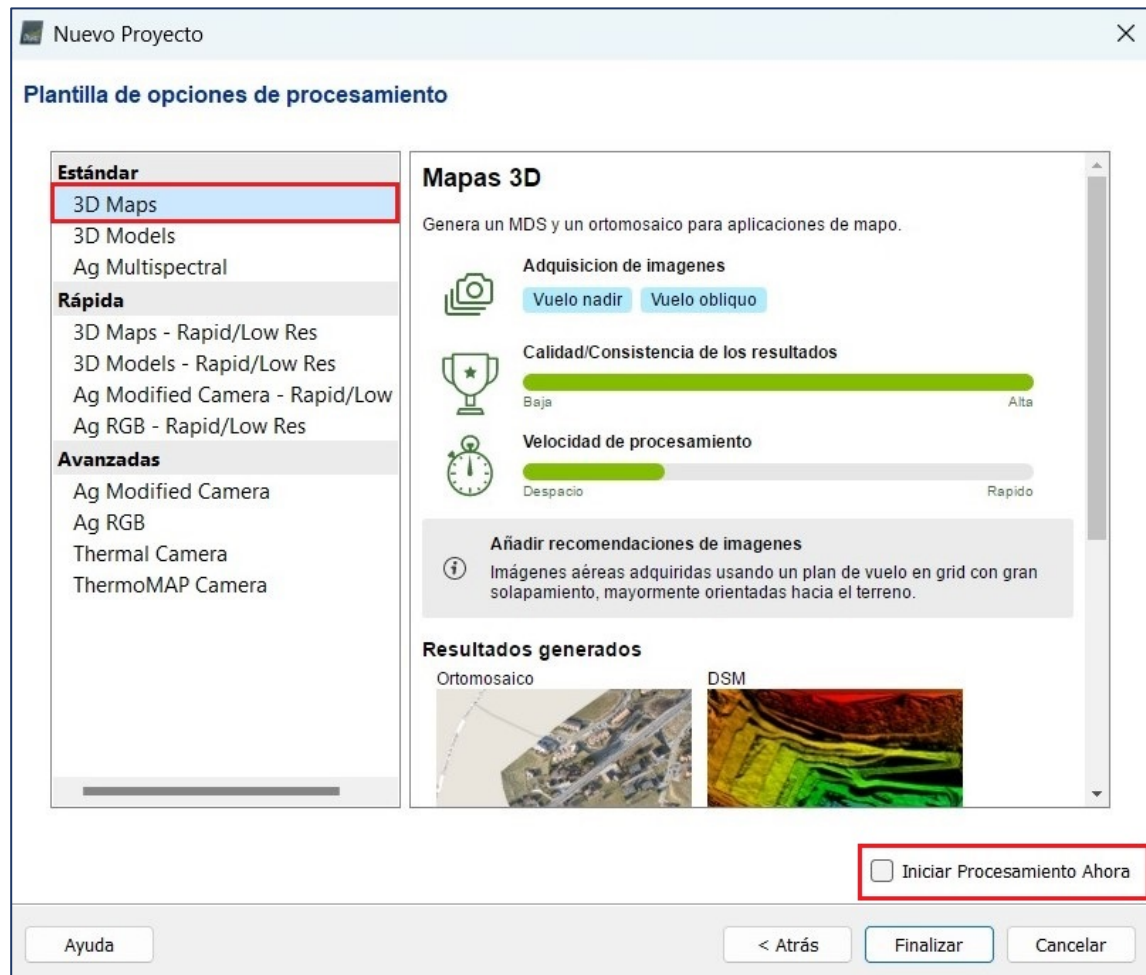 Nuevo Proyecto
Plantilla de opciones de procesamiento
Estándar
3D Maps
3D Models
Ag Multispectral
Rápida
3D Maps - Rapid/Low Res
3D Models - Rapid/Low Res
Ag Modified Camera - Rapid/Low
Ag RGB - Rapid/Low Res
Avanzadas
Ag Modified Camera
Ag RGB
Thermal Camera
ThermoMAP Camera
Mapas 3D
Genera un MDS y un ortomosaico para aplicaciones de mapo.
Adquisicion de imagenes
Vuelo nadir Vuelo obliquo
Calidad/Consistencia de los resultados
Baja Alta
Velocidad de procesamiento
Despacio Rapido
Añadir recomendaciones de imagenes
Imágenes aéreas adquiridas usando un plan de vuelo en grid con gran
solapamiento, mayormente orientadas hacia el terreno.
Resultados generados
Ortomosaico DSM
Iniciar Procesamiento Ahora
Ayuda < Atrás Finalizar Cancelar